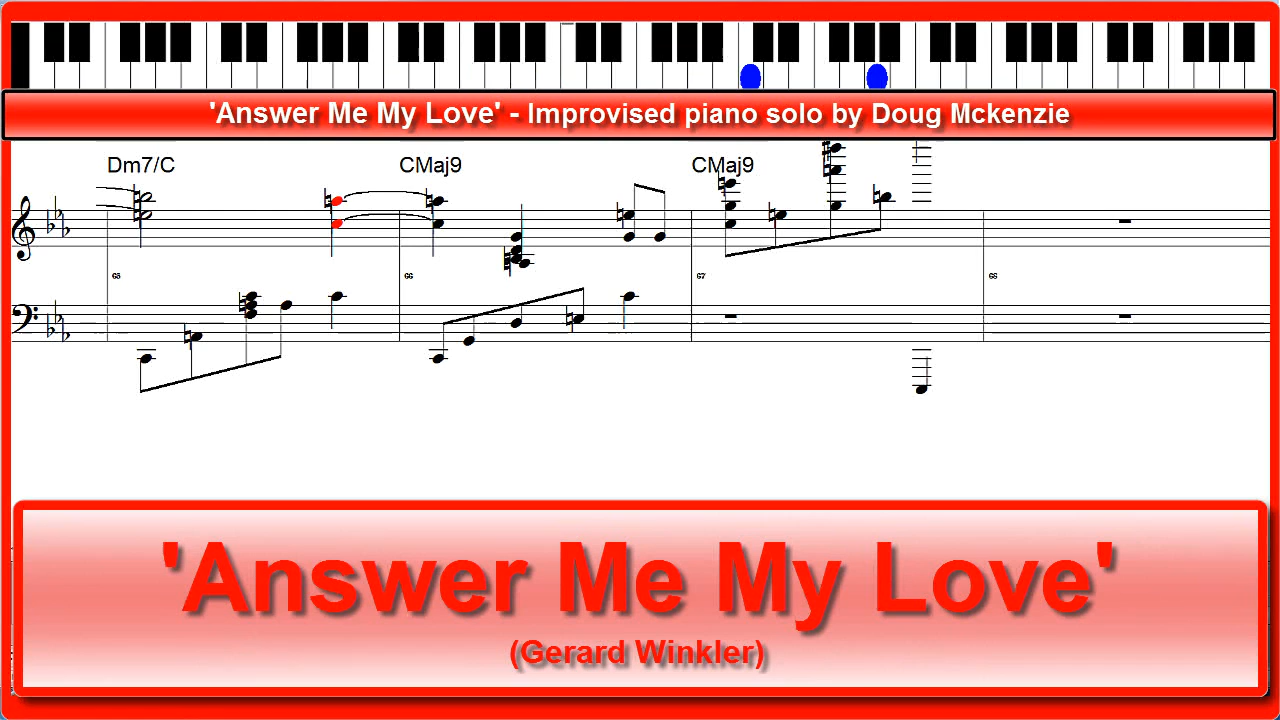 'Answer Me My Love' - Improvised piano solo by Doug Mckenzie
Dm7/C CMaj9 CMaj9
65 66 67 68
'Answer Me My Love'
(Gerard Winkler)